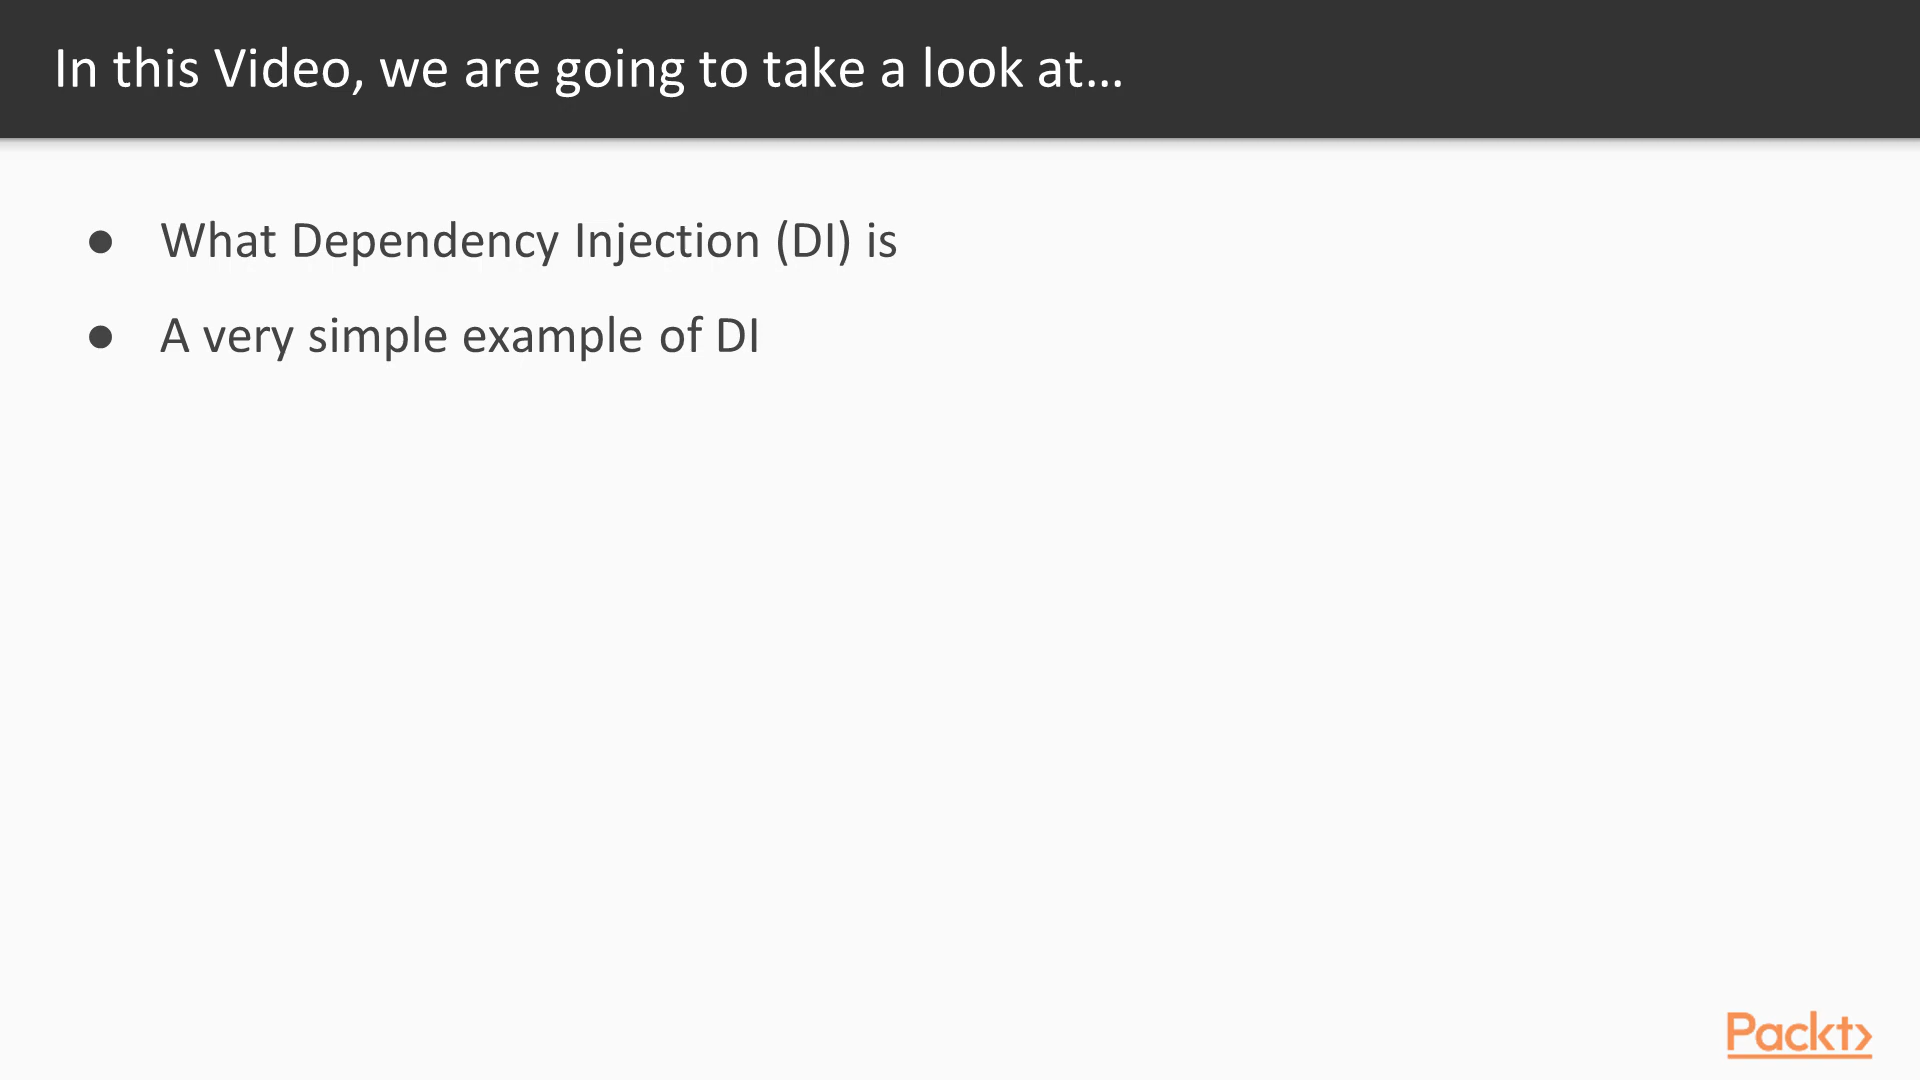 In this Video, we are going to take a look at…
● What Dependency Injection (DI) is
● A very simple example of DI
Packt>